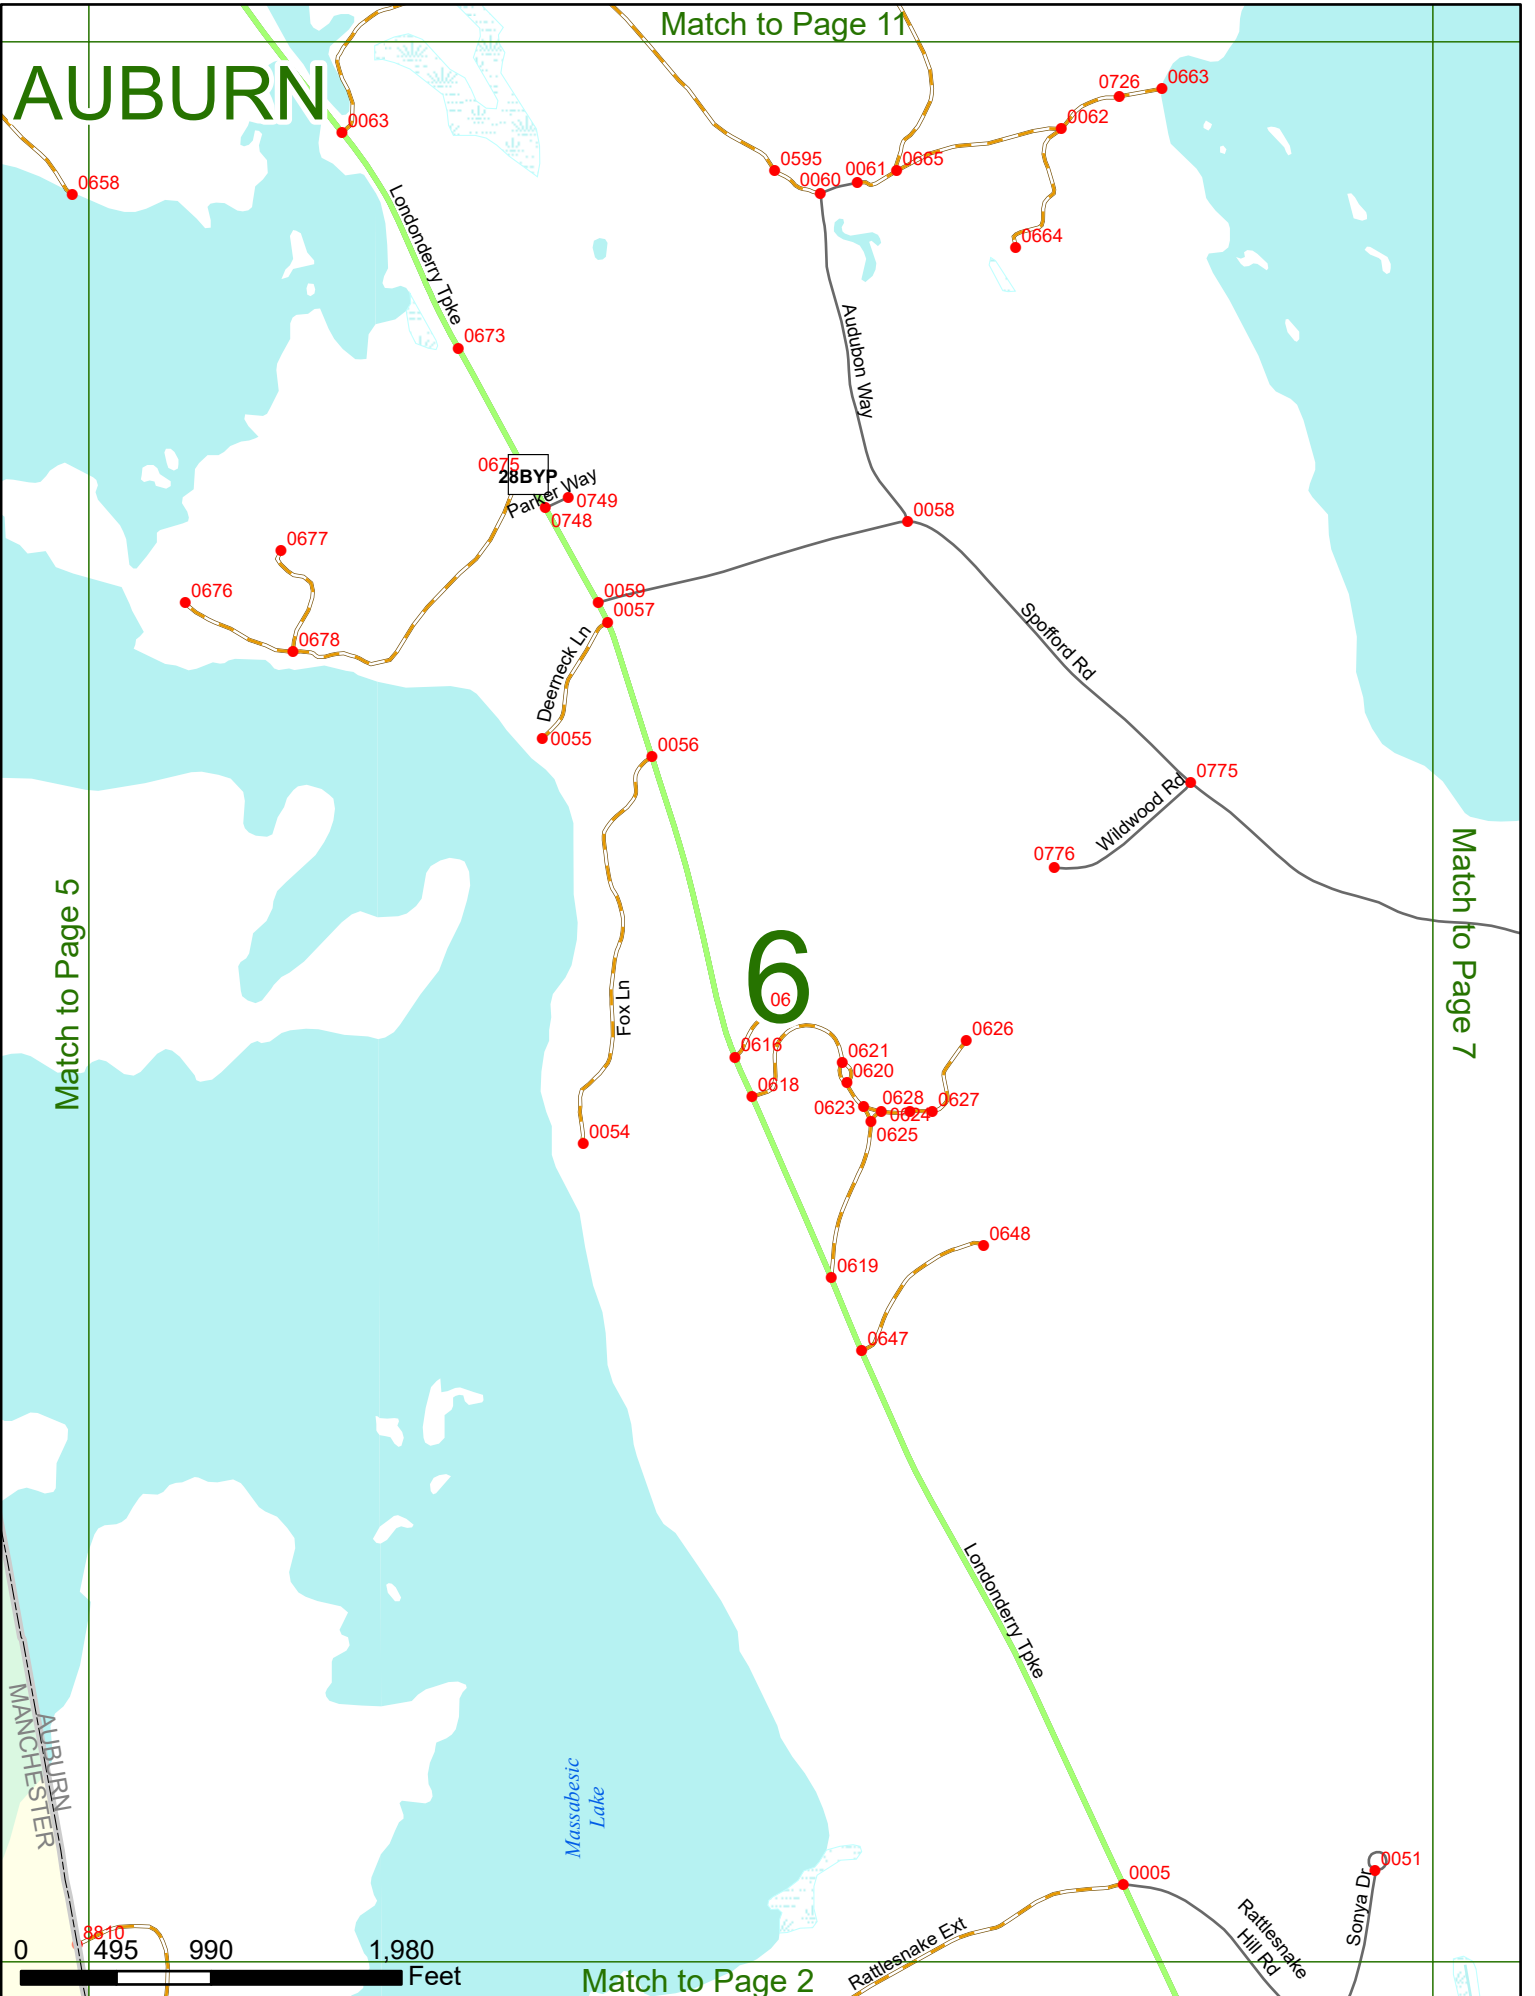 Match to Page 11
AUBURN
0063
0658
0726
0663
0062
0595
0061
0665
0060
0664
Londonderry Tpke
0673
Audubon Way
0675
28BYP
Parker Way
0749
0748
0058
0677
0676
0059
0057
0678
Deerneck Ln
Spofford Rd
0055
0056
0775
Wildwood Rd
0776
Match to Page 5
Match to Page 7
6
06
Fox Ln
0616
0626
0621
0620
0618
0623
0628
0624
0627
0625
0054
0648
0619
0647
Londonderry Tpke
AUBURN
MANCHESTER
Massabesic
Lake
0005
0051
Sonya Dr
Rattlesnake
Hill Rd
Rattlesnake Ext
8810
0 495 990 1,980
Feet
Match to Page 2